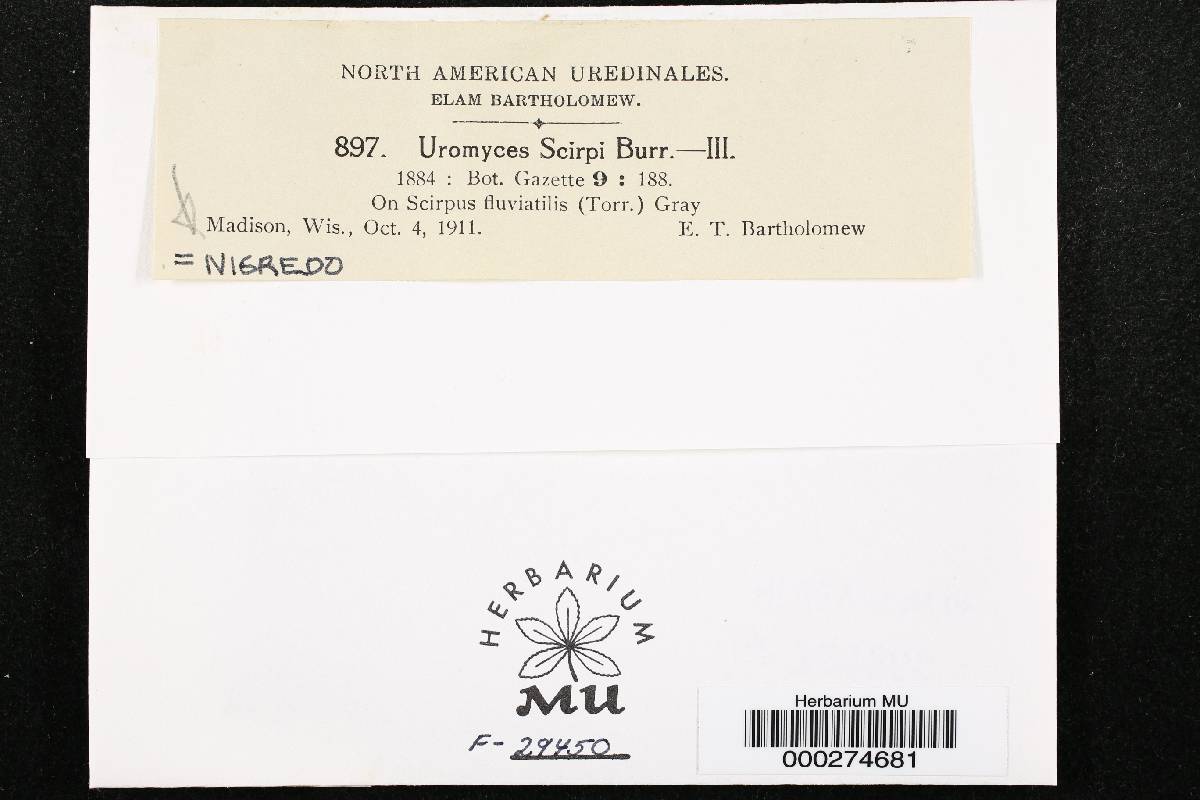 NORTH AMERICAN UREDINALES.
ELAM BARTHOLOMEW.
897. Uromyces Scirpi Burr.—III.
1884 : Bot. Gazette 9 : 188.
On Scirpus fluviatilis (Torr.) Gray
Madison, Wis., Oct. 4, 1911. E. T. Bartholomew
= NIGREDO
HERBARIUM
MU
F-29450
Herbarium MU
000274681